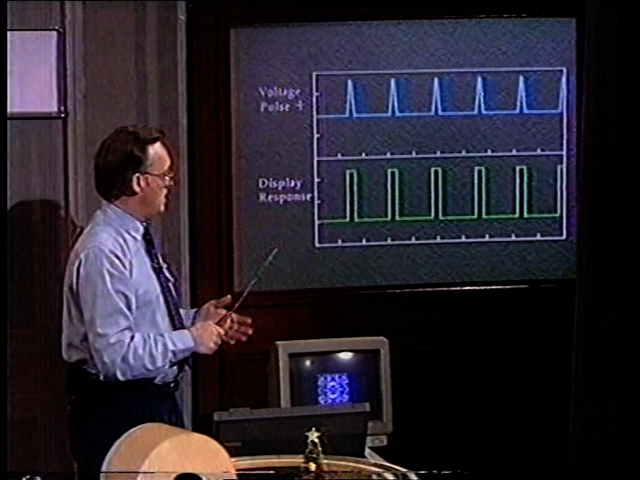 Voltage
Pulse +
Display
Response